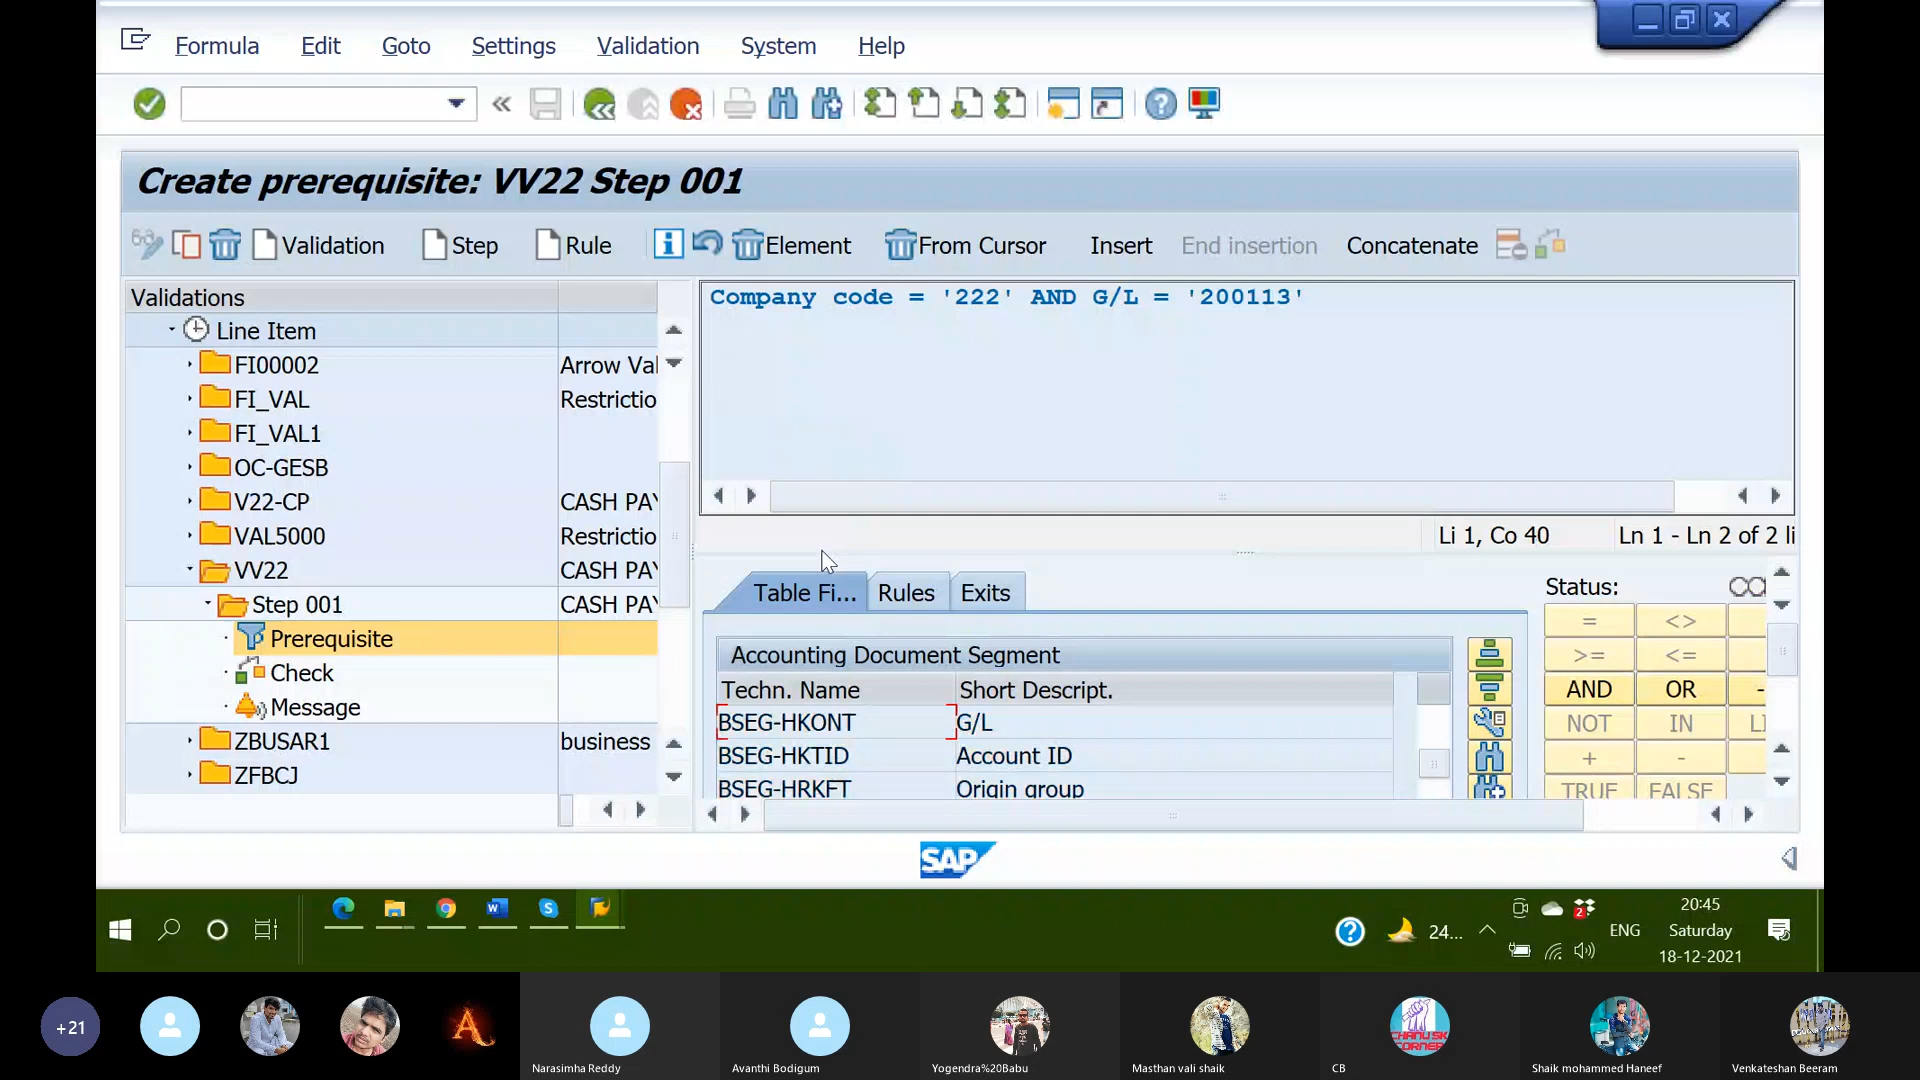 Formula Edit Goto Settings Validation System Help
Create prerequisite: VV22 Step 001
Validation Step Rule Element From Cursor Insert End insertion Concatenate
Validations
Line Item
FI00002 Arrow Val
FI_VAL Restrictio
FI_VAL1
OC-GESB
V22-CP CASH PAY
VAL5000 Restrictio
VV22 CASH PAY
Step 001 CASH PAY
Prerequisite
Check
Message
ZBUSAR1 business
ZFBCJ
Company code = '222' AND G/L = '200113'
Li 1, Co 40 Ln 1 - Ln 2 of 2 li
Table Fi... Rules Exits
Accounting Document Segment
Techn. Name Short Descript.
BSEG-HKONT G/L
BSEG-HKTID Account ID
BSEG-HRKFT Origin group
Status:
= <>
>= <=
AND OR -
NOT IN LI
+ -
TRUE FALSE
SAP
24... ENG
20:45
Saturday
18-12-2021
2
+21
A
CHANUSK
CORNER
Narasimha Reddy
Avanthi Bodigum
Yogendra%20Babu
Masthan vali shaik
CB
Shaik mohammed Haneef
Venkateshan Beeram